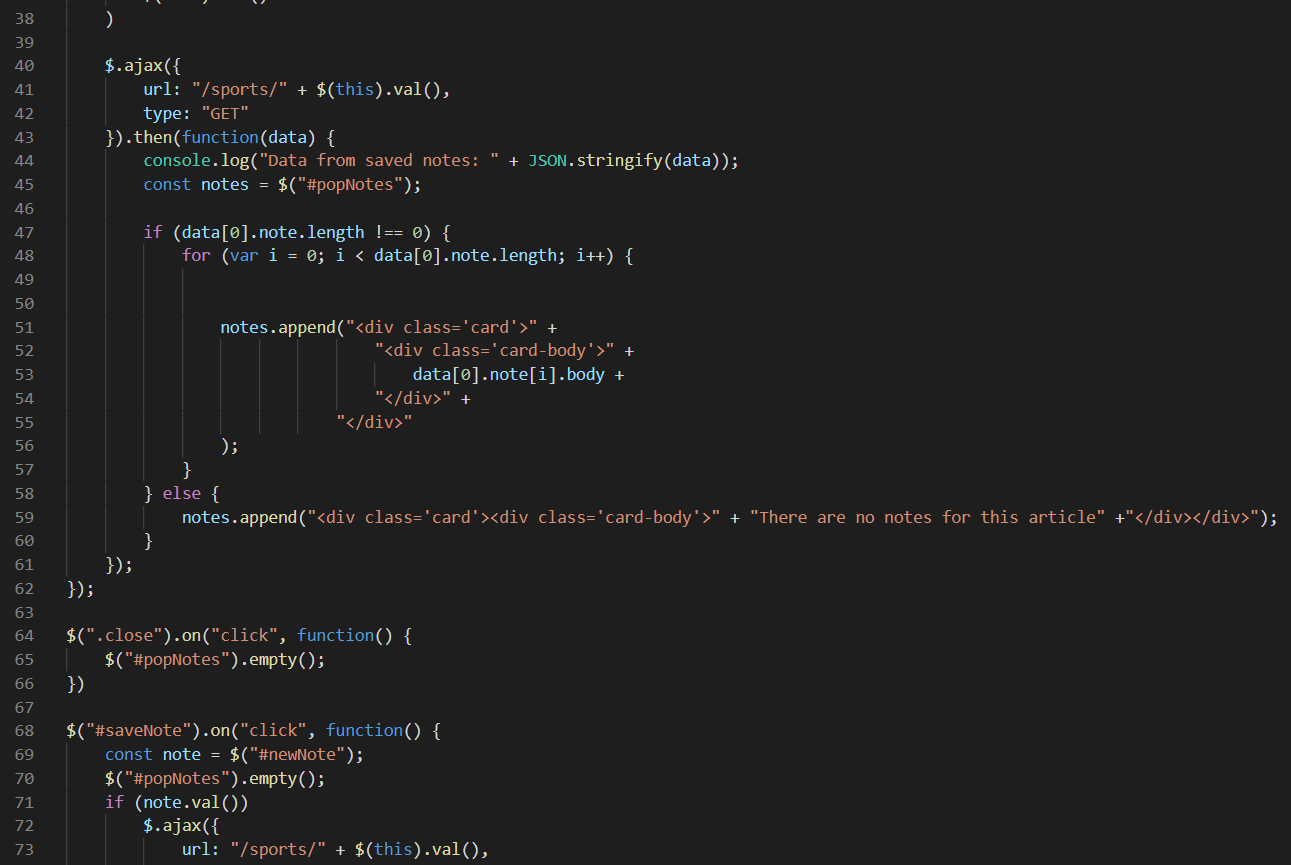 38 )
39
40 $.ajax({
41 url: "/sports/" + $(this).val(),
42 type: "GET"
43 }).then(function(data) {
44 console.log("Data from saved notes: " + JSON.stringify(data));
45 const notes = $("#popNotes");
46
47 if (data[0].note.length !== 0) {
48 for (var i = 0; i < data[0].note.length; i++) {
49
50
51 notes.append("<div class='card'>" +
52 "<div class='card-body'>" +
53 data[0].note[i].body +
54 "</div>" +
55 "</div>"
56 );
57 }
58 } else {
59 notes.append("<div class='card'><div class='card-body'>" + "There are no notes for this article" +"</div></div>");
60 }
61 });
62 });
63
64 $(".close").on("click", function() {
65 $("#popNotes").empty();
66 })
67
68 $("#saveNote").on("click", function() {
69 const note = $("#newNote");
70 $("#popNotes").empty();
71 if (note.val())
72 $.ajax({
73 url: "/sports/" + $(this).val(),